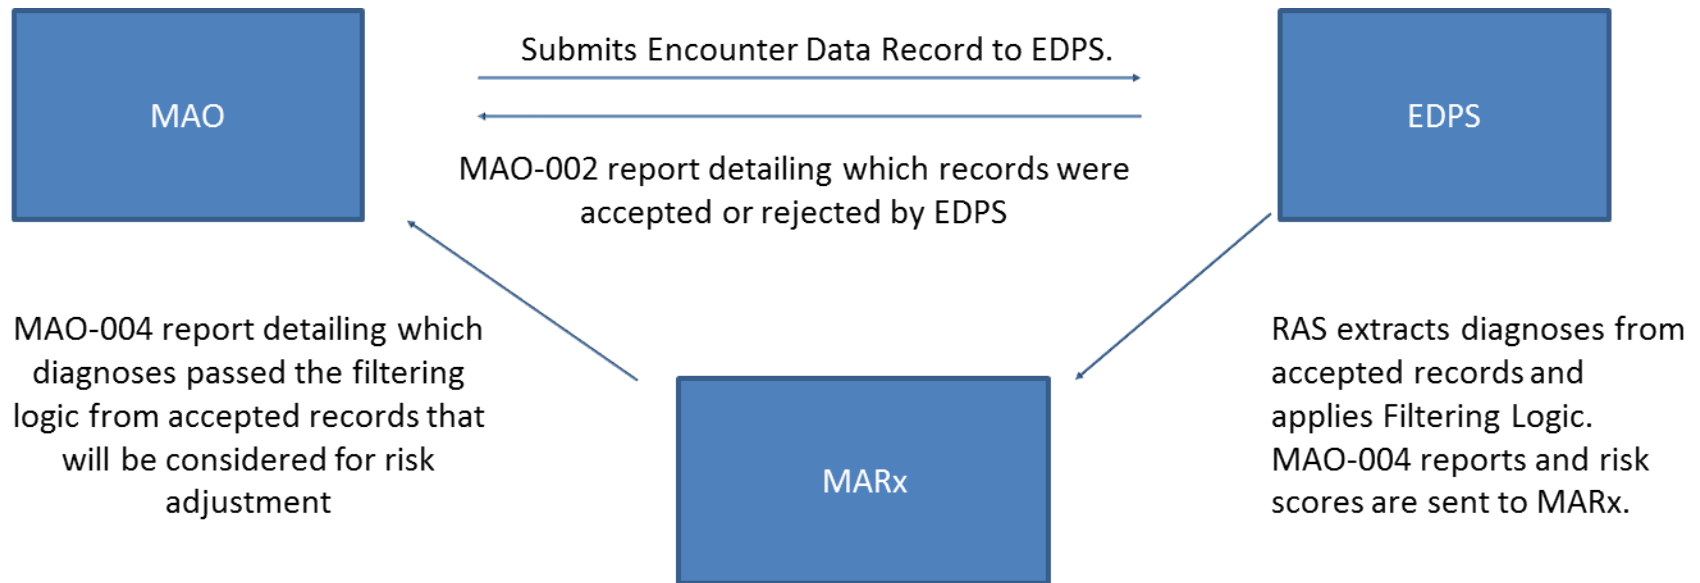 Submits Encounter Data Record to EDPS.
MAO
EDPS
MAO-002 report detailing which records were
accepted or rejected by EDPS
MAO-004 report detailing which
diagnoses passed the filtering
logic from accepted records that
will be considered for risk
adjustment
RAS extracts diagnoses from
accepted records and
applies Filtering Logic.
MAO-004 reports and risk
scores are sent to MARx.
MARx